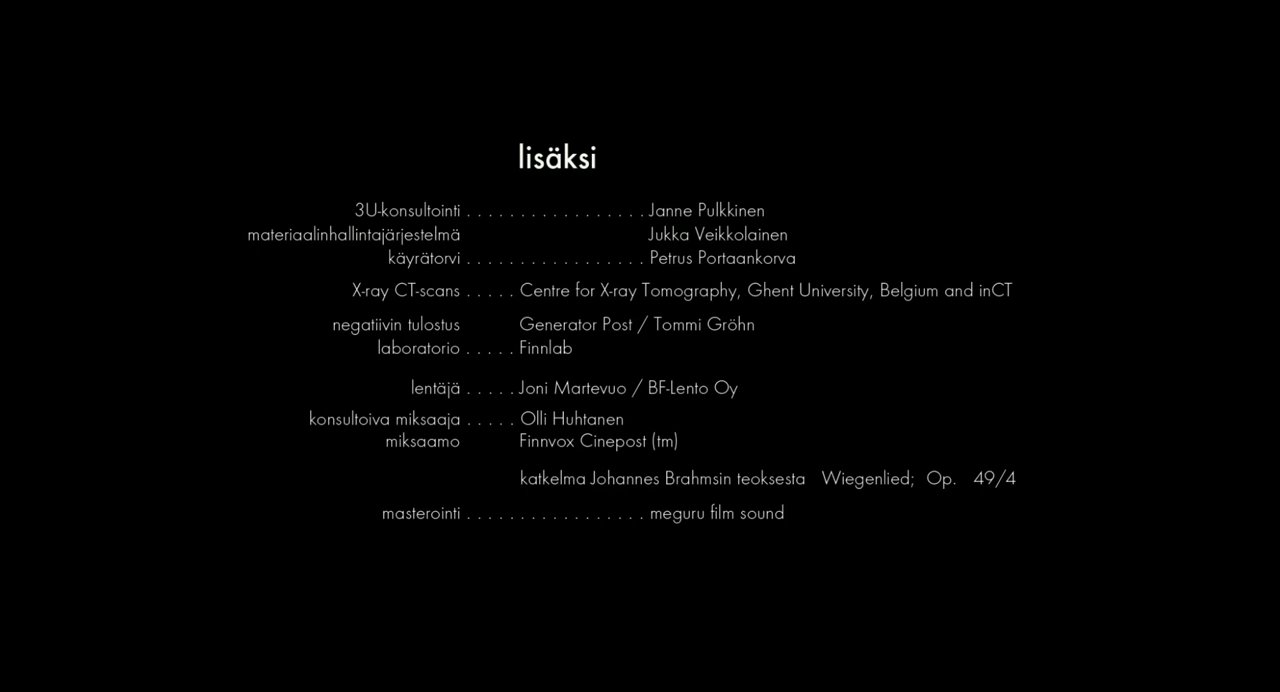 lisäksi
3U-konsultointi . . . . . . . . . . . . . . . . . Janne Pulkkinen
materiaalinhallintajärjestelmä Jukka Veikkolainen
käyrätorvi . . . . . . . . . . . . . . . . . Petrus Portaankorva
X-ray CT-scans . . . . . Centre for X-ray Tomography, Ghent University, Belgium and inCT
negatiivin tulostus Generator Post / Tommi Gröhn
laboratorio . . . . . Finnlab
lentäjä . . . . . Joni Martevuo / BF-Lento Oy
konsultoiva miksaaja . . . . . Olli Huhtanen
miksaamo Finnvox Cinepost (tm)
katkelma Johannes Brahmsin teoksesta Wiegenlied; Op. 49/4
masterointi . . . . . . . . . . . . . . . . . meguru film sound